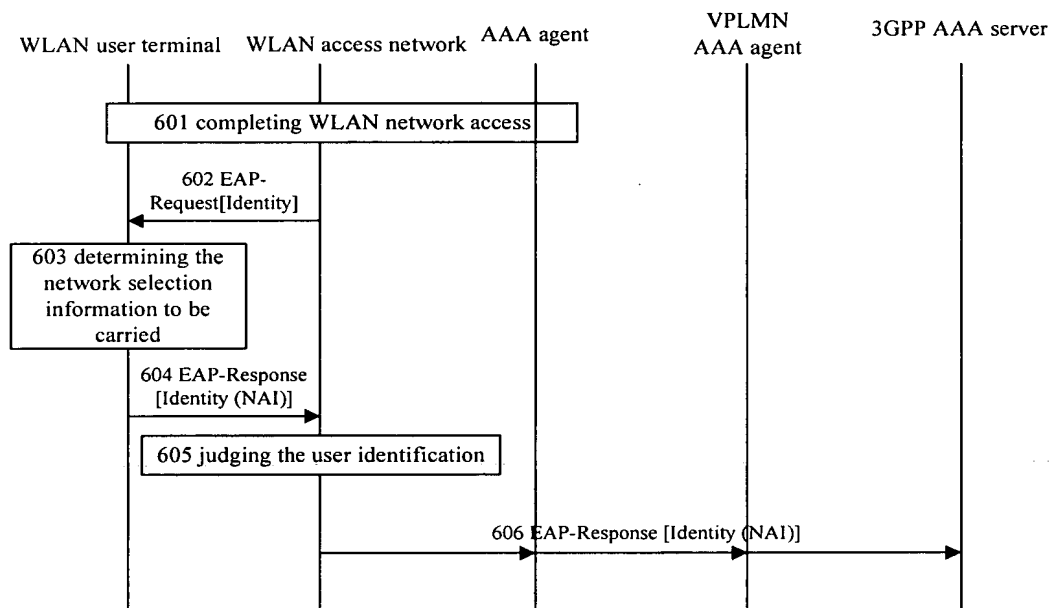 WLAN user terminal
WLAN access network
AAA agent
VPLMN
AAA agent
3GPP AAA server
601 completing WLAN network access
602 EAP-
Request[Identity]
603 determining the
network selection
information to be
carried
604 EAP-Response
[Identity (NAI)]
605 judging the user identification
606 EAP-Response [Identity (NAI)]